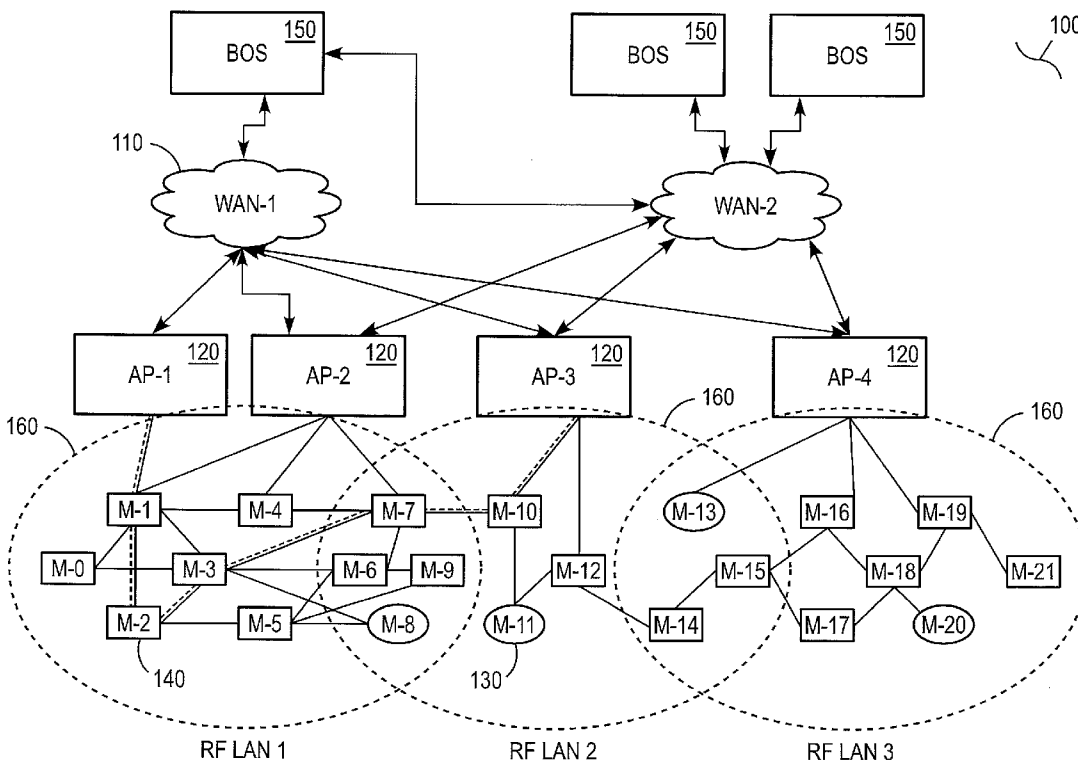 150
BOS
150
BOS
150
BOS
100
110
WAN-1
WAN-2
120
AP-1
120
AP-2
120
AP-3
120
AP-4
160
160
160
M-1
M-4
M-7
M-10
M-13
M-16
M-19
M-0
M-3
M-6
M-9
M-12
M-15
M-18
M-21
M-2
M-5
M-8
M-11
M-14
M-17
M-20
140
130
RF LAN 1
RF LAN 2
RF LAN 3